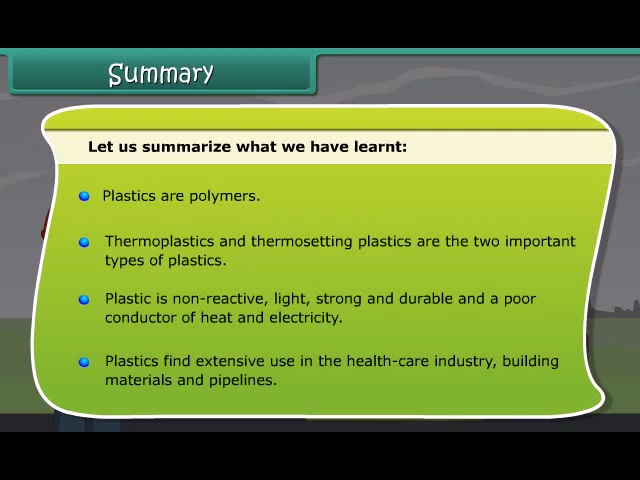 Summary
Let us summarize what we have learnt:
Plastics are polymers.
Thermoplastics and thermosetting plastics are the two important
types of plastics.
Plastic is non-reactive, light, strong and durable and a poor
conductor of heat and electricity.
Plastics find extensive use in the health-care industry, building
materials and pipelines.